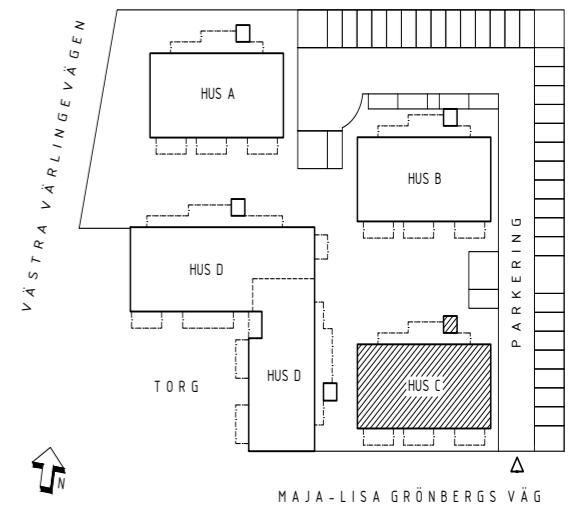 VÄSTRA VÄRLINGEVÄGEN
HUS A
HUS B
HUS D
PARKERING
HUS D
HUS C
TORG
N
MAJA-LISA GRÖNBERGS VÄG